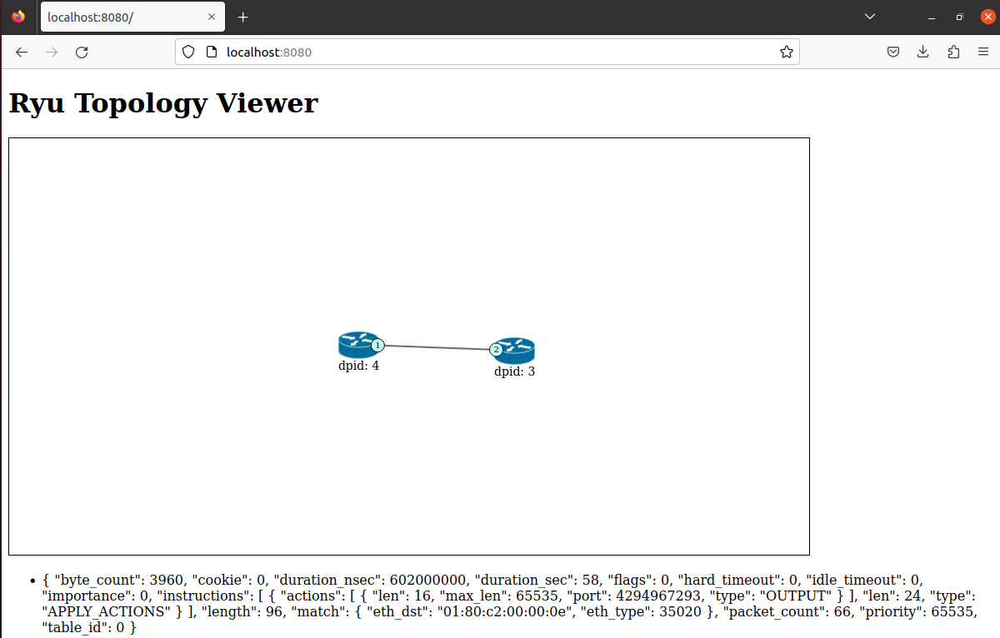 localhost:8080/
localhost:8080
Ryu Topology Viewer
1
2
dpid: 4
dpid: 3
• { "byte_count": 3960, "cookie": 0, "duration_nsec": 602000000, "duration_sec": 58, "flags": 0, "hard_timeout": 0, "idle_timeout": 0,
"importance": 0, "instructions": [ { "actions": [ { "len": 16, "max_len": 65535, "port": 4294967293, "type": "OUTPUT" } ], "len": 24, "type":
"APPLY_ACTIONS" } ], "length": 96, "match": { "eth_dst": "01:80:c2:00:00:0e", "eth_type": 35020 }, "packet_count": 66, "priority": 65535,
"table_id": 0 }